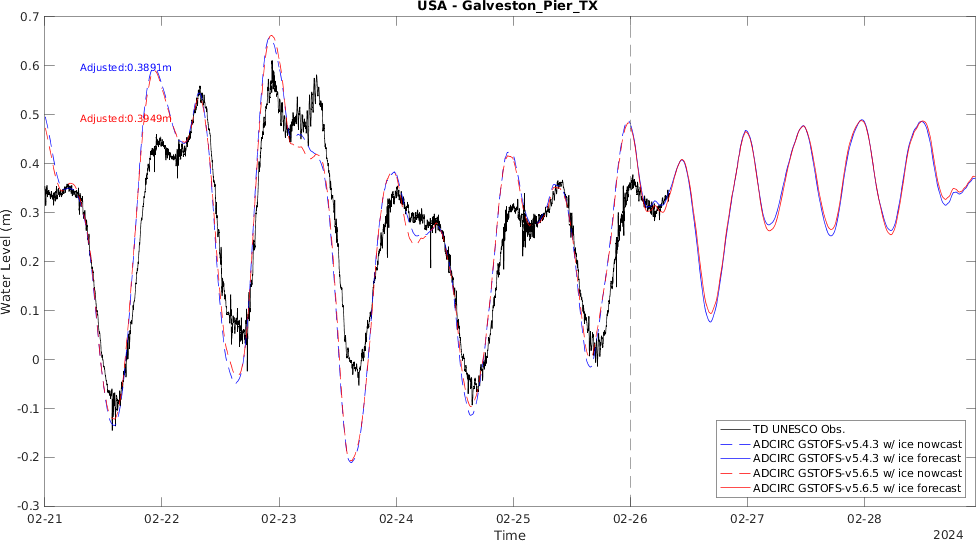 USA - Galveston_Pier_TX
0.7
0.6
0.5
0.4
0.3
0.2
0.1
0
-0.1
-0.2
-0.3
Water Level (m)
Adjusted:0.3891m
Adjusted:0.3949m
TD UNESCO Obs.
ADCIRC GSTOFS-v5.4.3 w/ ice nowcast
ADCIRC GSTOFS-v5.4.3 w/ ice forecast
ADCIRC GSTOFS-v5.6.5 w/ ice nowcast
ADCIRC GSTOFS-v5.6.5 w/ ice forecast
02-21 02-22 02-23 02-24 02-25 02-26 02-27 02-28
Time
2024